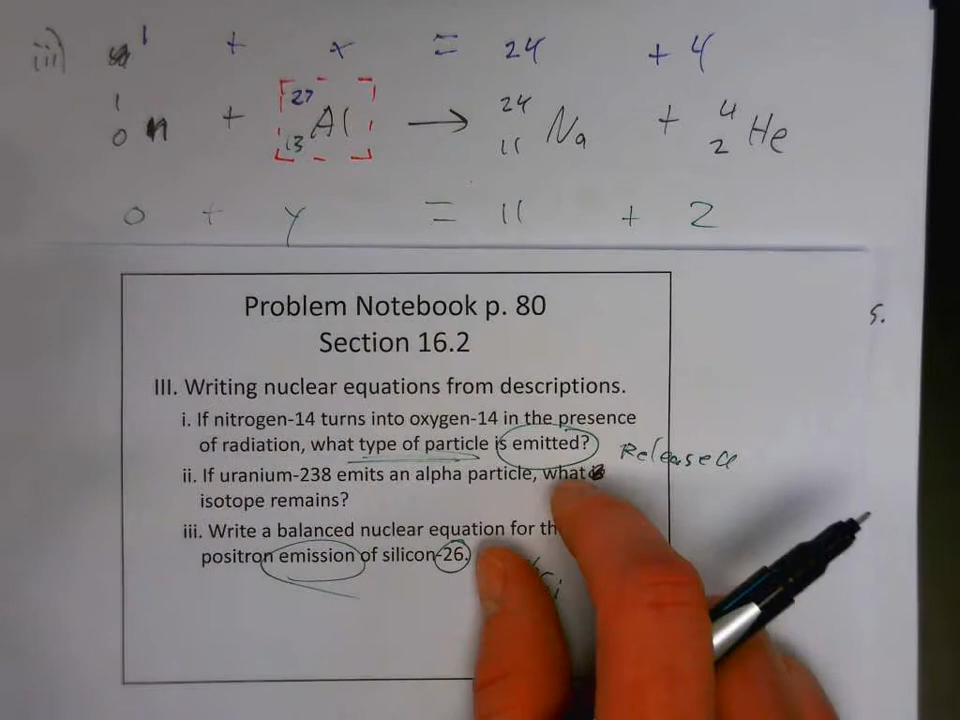 iii) 1 + x = 24 + 4
1 0 n + 27 13 Al → 24 11 Na + 4 2 He
0 + y = 11 + 2
Problem Notebook p. 80
Section 16.2
5.
III. Writing nuclear equations from descriptions.
i. If nitrogen-14 turns into oxygen-14 in the presence
of radiation, what type of particle is emitted? Released
ii. If uranium-238 emits an alpha particle, what
isotope remains?
iii. Write a balanced nuclear equation for
positron emission of silicon-26.